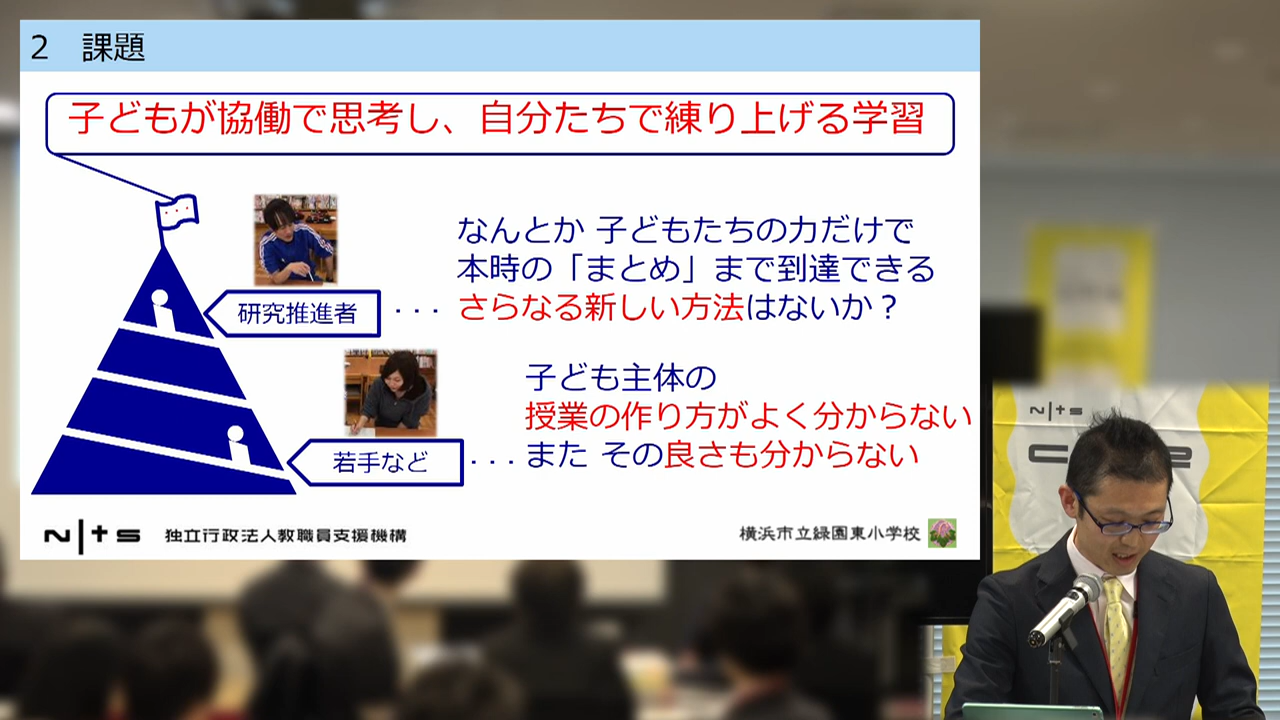 2 課題
子どもが協働で思考し、自分たちで練り上げる学習
なんとか 子どもたちの力だけで
本時の「まとめ」まで到達できる
研究推進者 ・・・ さらなる新しい方法はないか？
子ども主体の
授業の作り方がよく分からない
若手など ・・・ また その良さも分からない
NITS 独立行政法人教職員支援機構
横浜市立緑園東小学校
NITS